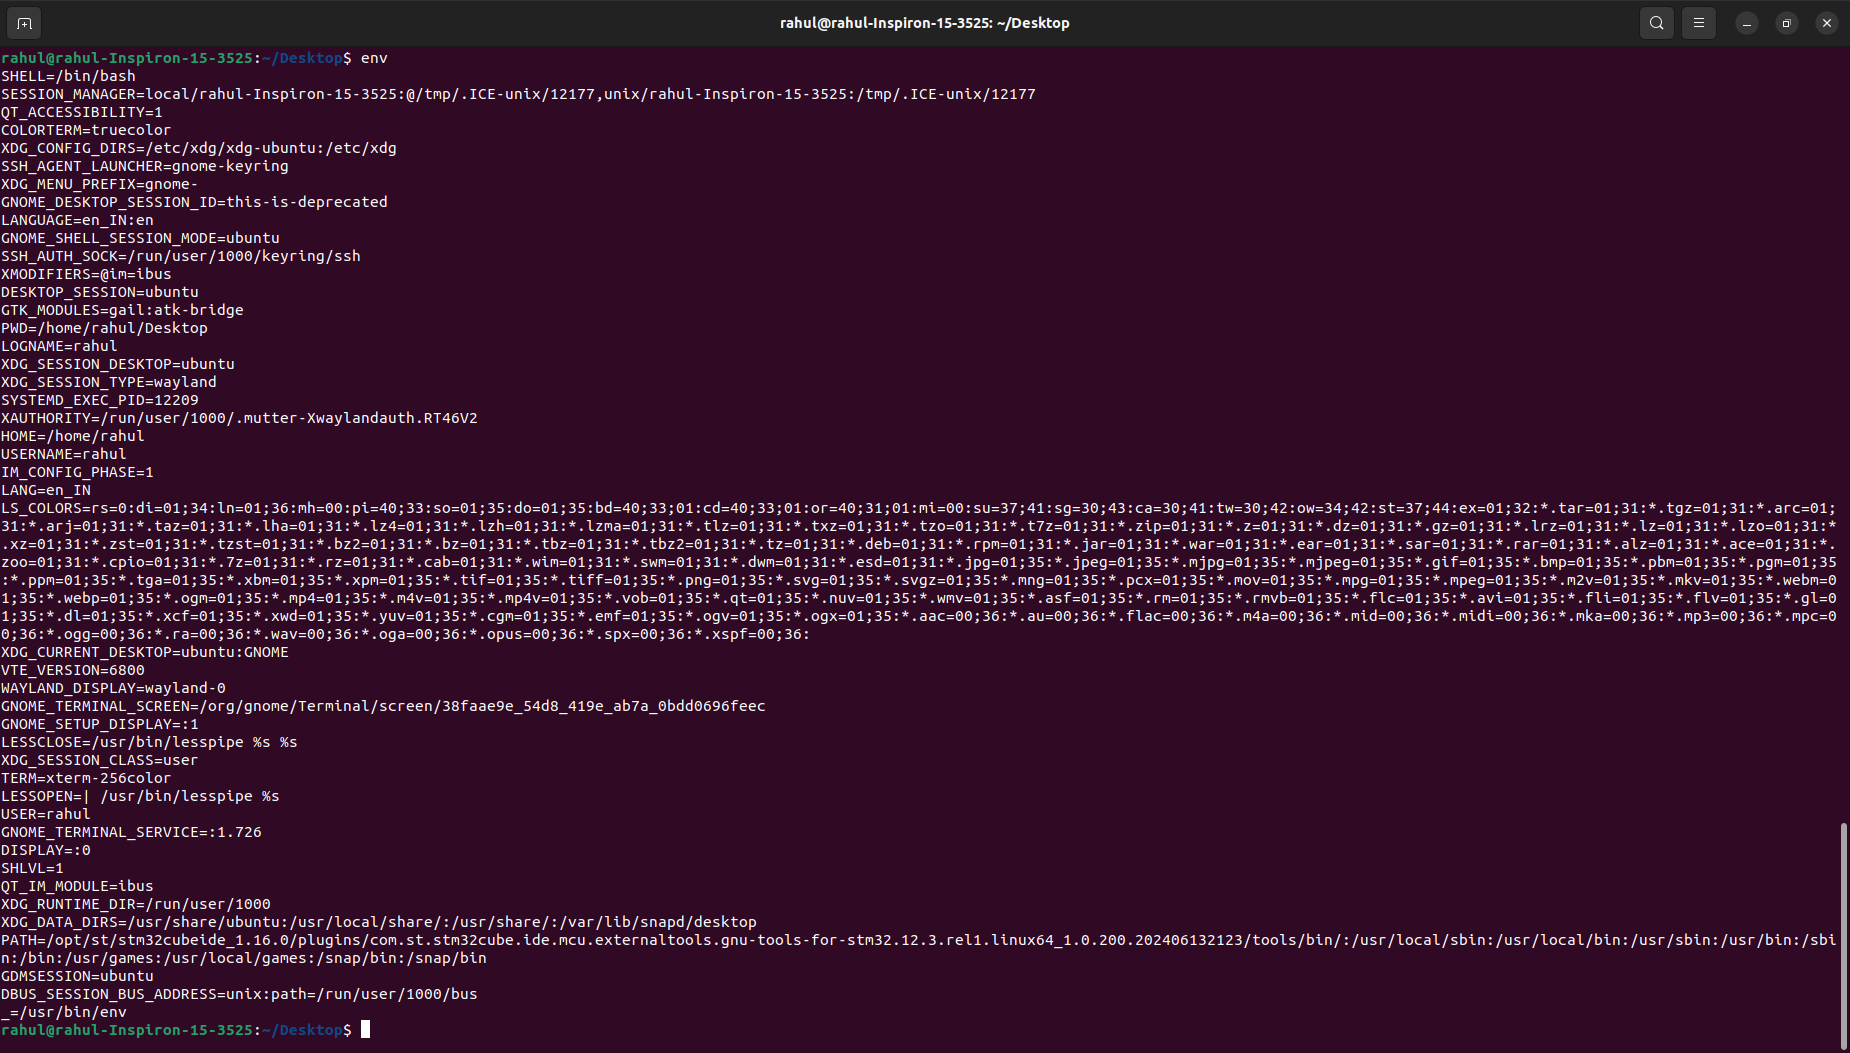 rahul@rahul-Inspiron-15-3525: ~/Desktop
rahul@rahul-Inspiron-15-3525:~/Desktop$ env
SHELL=/bin/bash
SESSION_MANAGER=local/rahul-Inspiron-15-3525:@/tmp/.ICE-unix/12177,unix/rahul-Inspiron-15-3525:/tmp/.ICE-unix/12177
QT_ACCESSIBILITY=1
COLORTERM=truecolor
XDG_CONFIG_DIRS=/etc/xdg/xdg-ubuntu:/etc/xdg
SSH_AGENT_LAUNCHER=gnome-keyring
XDG_MENU_PREFIX=gnome-
GNOME_DESKTOP_SESSION_ID=this-is-deprecated
LANGUAGE=en_IN:en
GNOME_SHELL_SESSION_MODE=ubuntu
SSH_AUTH_SOCK=/run/user/1000/keyring/ssh
XMODIFIERS=@im=ibus
DESKTOP_SESSION=ubuntu
GTK_MODULES=gail:atk-bridge
PWD=/home/rahul/Desktop
LOGNAME=rahul
XDG_SESSION_DESKTOP=ubuntu
XDG_SESSION_TYPE=wayland
SYSTEMD_EXEC_PID=12209
XAUTHORITY=/run/user/1000/.mutter-Xwaylandauth.RT46V2
HOME=/home/rahul
USERNAME=rahul
IM_CONFIG_PHASE=1
LANG=en_IN
LS_COLORS=rs=0:di=01;34:ln=01;36:mh=00:pi=40;33:so=01;35:do=01;35:bd=40;33;01:cd=40;33;01:or=40;31;01:mi=00:su=37;41:sg=30;43:ca=30;41:tw=30;42:ow=34;42:st=37;44:ex=01;32:*.tar=01;31:*.tgz=01;31:*.arc=01;
31:*.arj=01;31:*.taz=01;31:*.lha=01;31:*.lz4=01;31:*.lzh=01;31:*.lzma=01;31:*.tlz=01;31:*.txz=01;31:*.tzo=01;31:*.t7z=01;31:*.zip=01;31:*.z=01;31:*.dz=01;31:*.gz=01;31:*.lrz=01;31:*.lz=01;31:*.lzo=01;31:*
.xz=01;31:*.zst=01;31:*.tzst=01;31:*.bz2=01;31:*.bz=01;31:*.tbz=01;31:*.tbz2=01;31:*.tz=01;31:*.deb=01;31:*.rpm=01;31:*.jar=01;31:*.war=01;31:*.ear=01;31:*.sar=01;31:*.rar=01;31:*.alz=01;31:*.ace=01;31:*.
zoo=01;31:*.cpio=01;31:*.7z=01;31:*.rz=01;31:*.cab=01;31:*.wim=01;31:*.swm=01;31:*.dwm=01;31:*.esd=01;31:*.jpg=01;35:*.jpeg=01;35:*.mjpg=01;35:*.mjpeg=01;35:*.gif=01;35:*.bmp=01;35:*.pbm=01;35:*.pgm=01;35
:*.ppm=01;35:*.tga=01;35:*.xbm=01;35:*.xpm=01;35:*.tif=01;35:*.tiff=01;35:*.png=01;35:*.svg=01;35:*.svgz=01;35:*.mng=01;35:*.pcx=01;35:*.mov=01;35:*.mpg=01;35:*.mpeg=01;35:*.m2v=01;35:*.mkv=01;35:*.webm=0
1;35:*.webp=01;35:*.ogm=01;35:*.mp4=01;35:*.m4v=01;35:*.mp4v=01;35:*.vob=01;35:*.qt=01;35:*.nuv=01;35:*.wmv=01;35:*.asf=01;35:*.rm=01;35:*.rmvb=01;35:*.flc=01;35:*.avi=01;35:*.fli=01;35:*.flv=01;35:*.gl=0
1;35:*.dl=01;35:*.xcf=01;35:*.xwd=01;35:*.yuv=01;35:*.cgm=01;35:*.emf=01;35:*.ogv=01;35:*.ogx=01;35:*.aac=00;36:*.au=00;36:*.flac=00;36:*.m4a=00;36:*.mid=00;36:*.midi=00;36:*.mka=00;36:*.mp3=00;36:*.mpc=0
0;36:*.ogg=00;36:*.ra=00;36:*.wav=00;36:*.oga=00;36:*.opus=00;36:*.spx=00;36:*.xspf=00;36:
XDG_CURRENT_DESKTOP=ubuntu:GNOME
VTE_VERSION=6800
WAYLAND_DISPLAY=wayland-0
GNOME_TERMINAL_SCREEN=/org/gnome/Terminal/screen/38faae9e_54d8_419e_ab7a_0bdd0696feec
GNOME_SETUP_DISPLAY=:1
LESSCLOSE=/usr/bin/lesspipe %s %s
XDG_SESSION_CLASS=user
TERM=xterm-256color
LESSOPEN=| /usr/bin/lesspipe %s
USER=rahul
GNOME_TERMINAL_SERVICE=:1.726
DISPLAY=:0
SHLVL=1
QT_IM_MODULE=ibus
XDG_RUNTIME_DIR=/run/user/1000
XDG_DATA_DIRS=/usr/share/ubuntu:/usr/local/share/:/usr/share/:/var/lib/snapd/desktop
PATH=/opt/st/stm32cubeide_1.16.0/plugins/com.st.stm32cube.ide.mcu.externaltools.gnu-tools-for-stm32.12.3.rel1.linux64_1.0.200.202406132123/tools/bin/:/usr/local/sbin:/usr/local/bin:/usr/sbin:/usr/bin:/sbi
n:/bin:/usr/games:/usr/local/games:/snap/bin:/snap/bin
GDMSESSION=ubuntu
DBUS_SESSION_BUS_ADDRESS=unix:path=/run/user/1000/bus
_=/usr/bin/env
rahul@rahul-Inspiron-15-3525:~/Desktop$